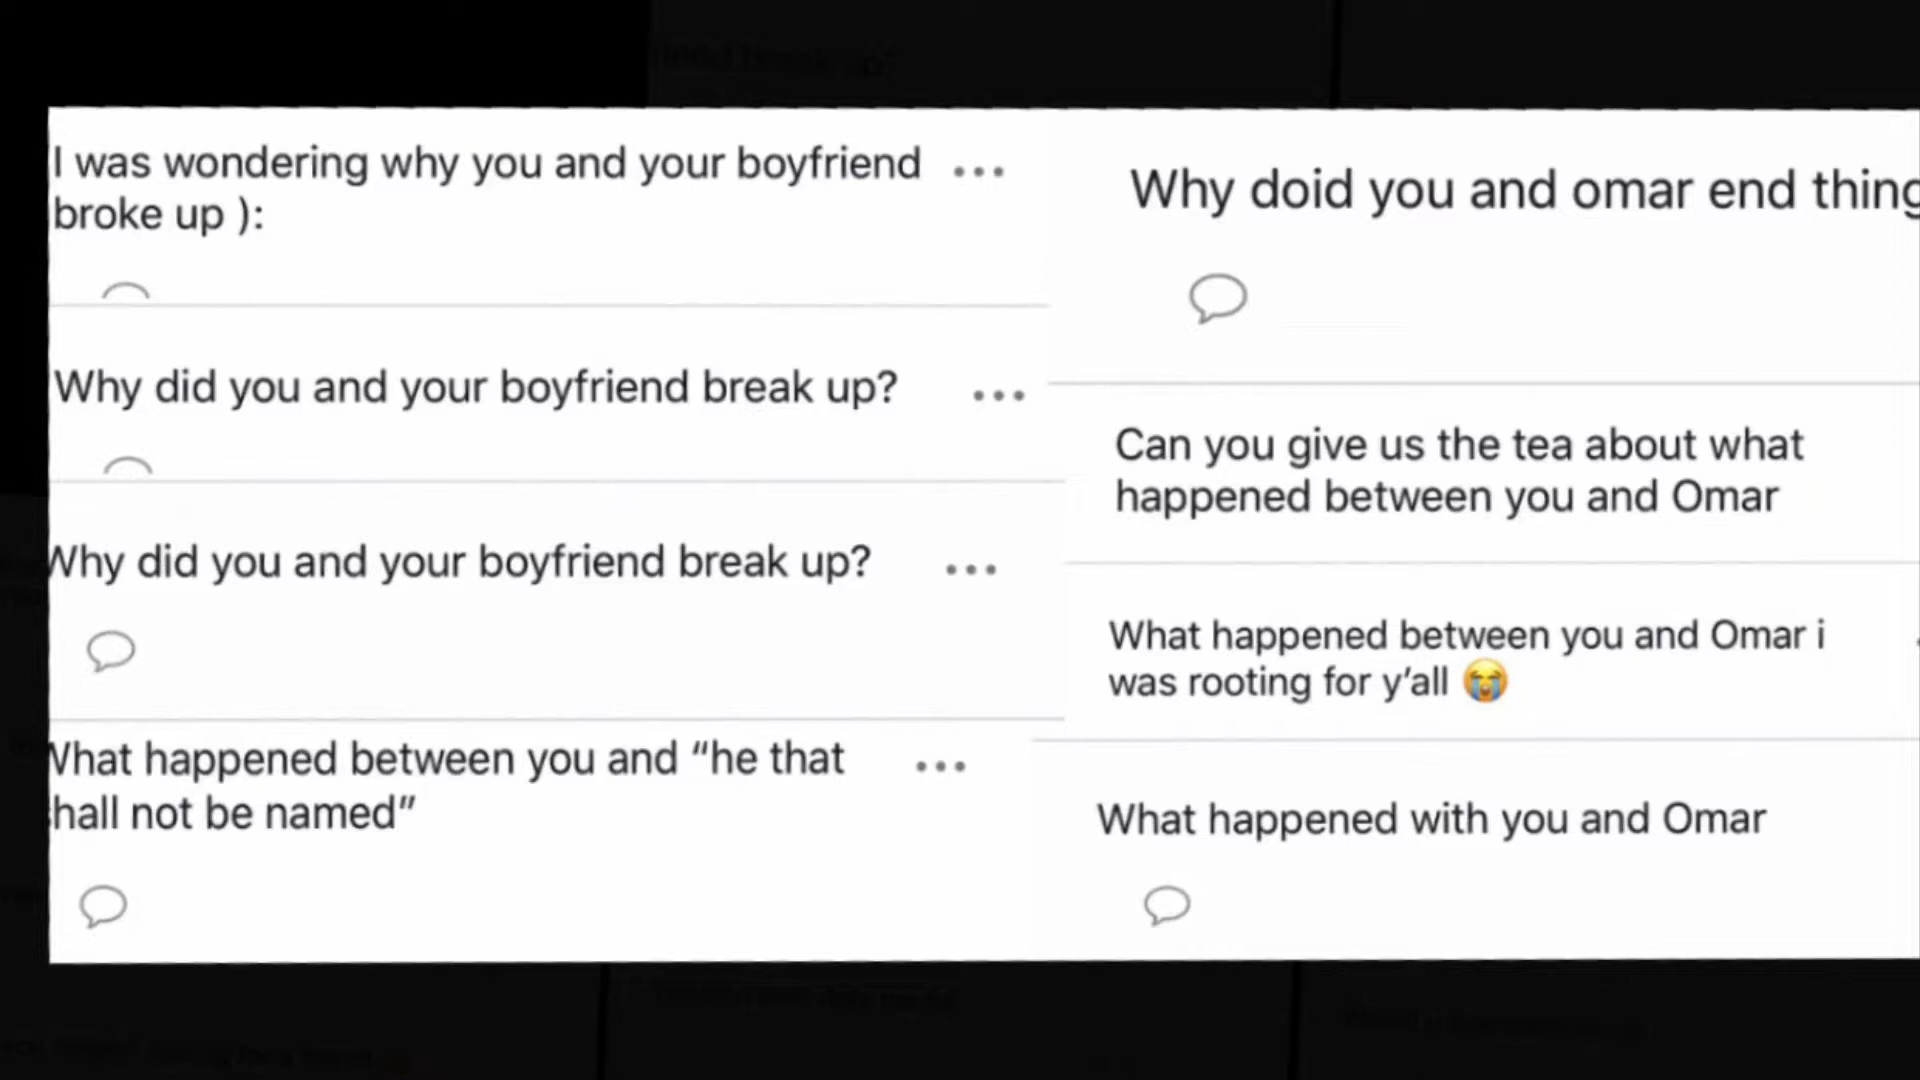 I was wondering why you and your boyfriend
broke up ):
Why did you and your boyfriend break up?
Why did you and your boyfriend break up?
What happened between you and “he that
shall not be named”
Why doid you and omar end thing
Can you give us the tea about what
happened between you and Omar
What happened between you and Omar i
was rooting for y’all 😭
What happened with you and Omar